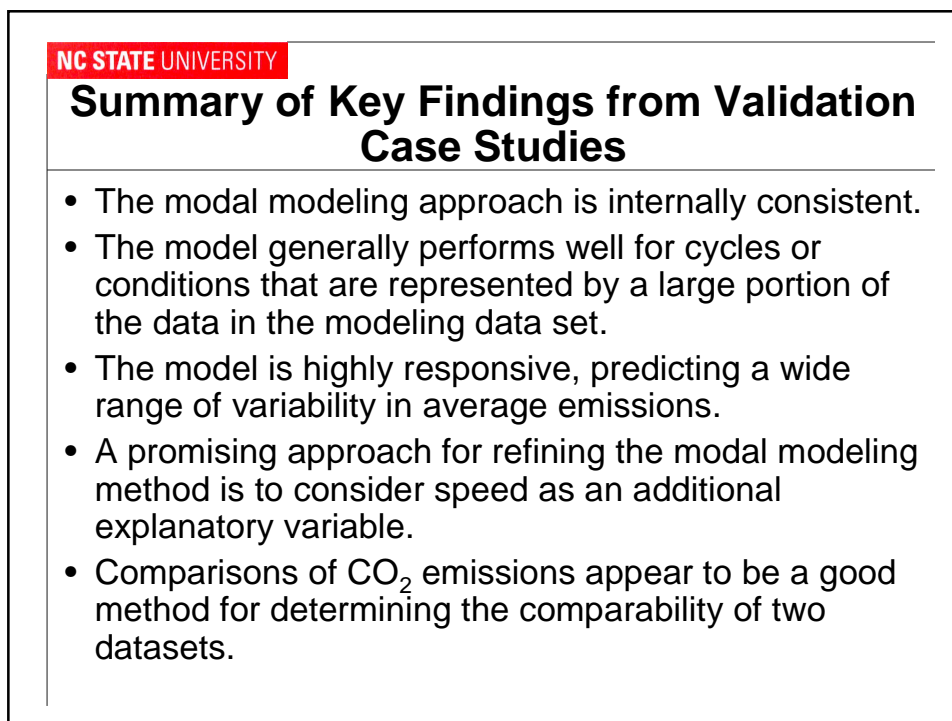 NC STATE UNIVERSITY
Summary of Key Findings from Validation
Case Studies
• The modal modeling approach is internally consistent.
• The model generally performs well for cycles or
conditions that are represented by a large portion of
the data in the modeling data set.
• The model is highly responsive, predicting a wide
range of variability in average emissions.
• A promising approach for refining the modal modeling
method is to consider speed as an additional
explanatory variable.
• Comparisons of CO₂ emissions appear to be a good
method for determining the comparability of two
datasets.